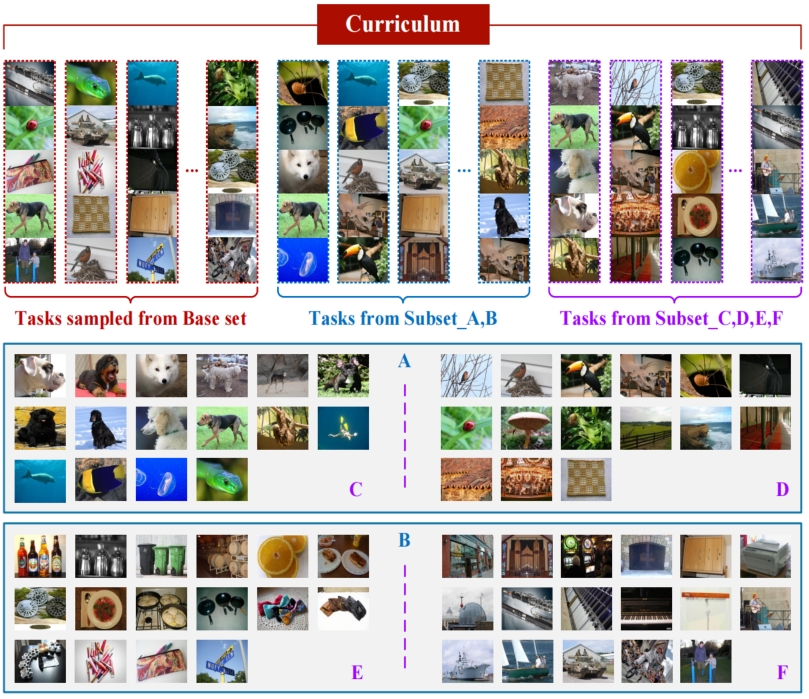 Curriculum
...
...
...
Tasks sampled from Base set
Tasks from Subset_A,B
Tasks from Subset_C,D,E,F
A
C
D
B
E
F